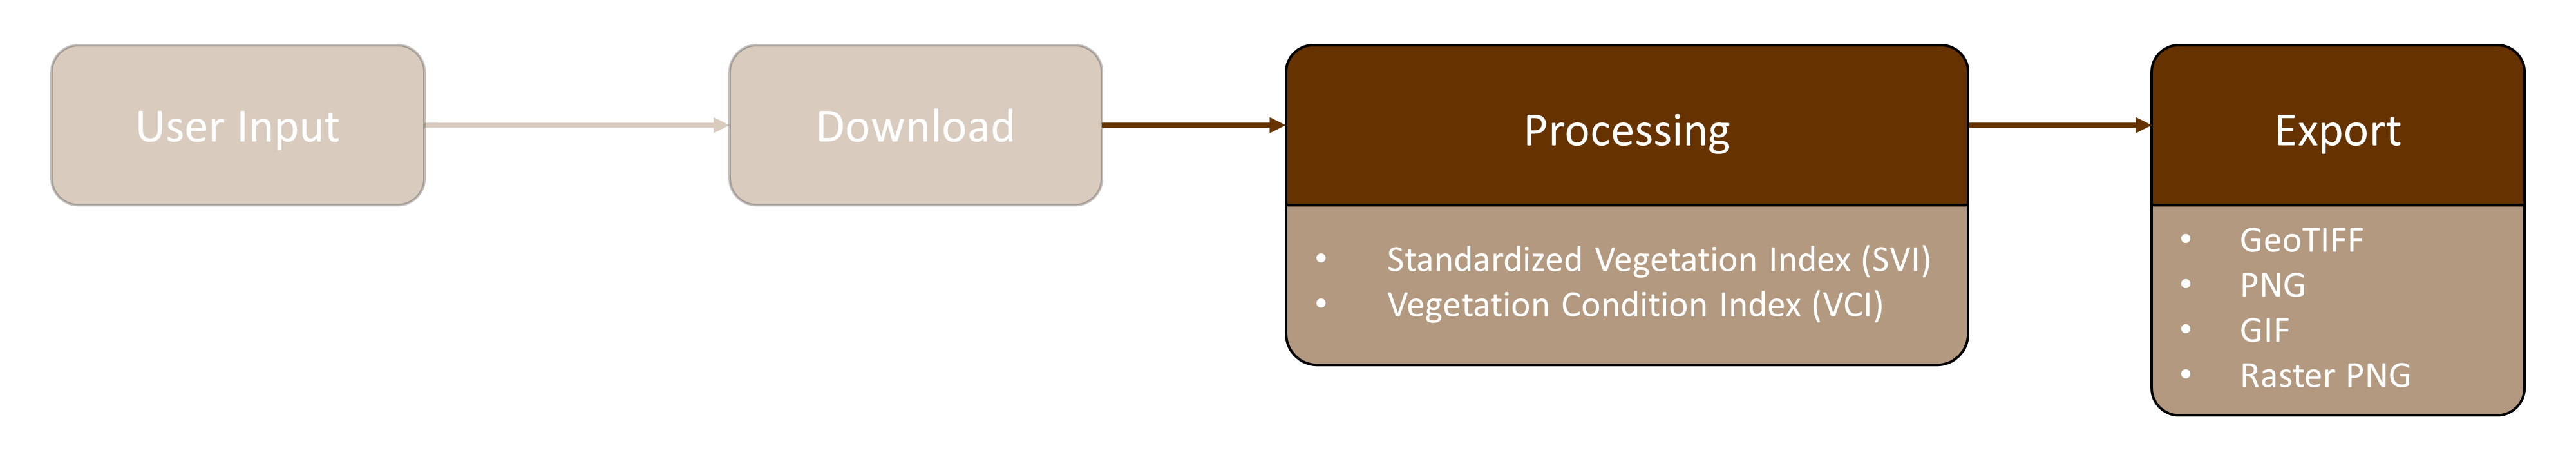 User Input
Download
Processing
Export
• Standardized Vegetation Index (SVI)
• Vegetation Condition Index (VCI)
• GeoTIFF
• PNG
• GIF
• Raster PNG